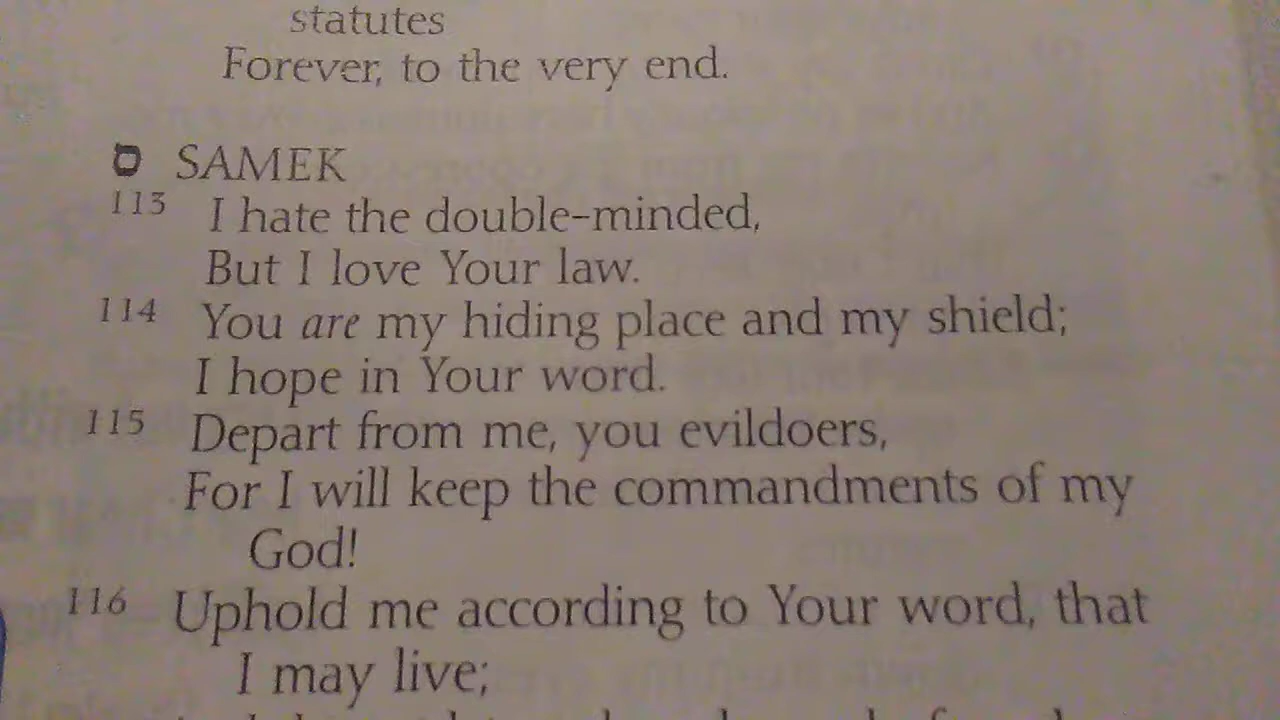 statutes
Forever, to the very end.
ס SAMEK
113 I hate the double-minded,
But I love Your law.
114 You are my hiding place and my shield;
I hope in Your word.
115 Depart from me, you evildoers,
For I will keep the commandments of my
God!
116 Uphold me according to Your word, that
I may live;